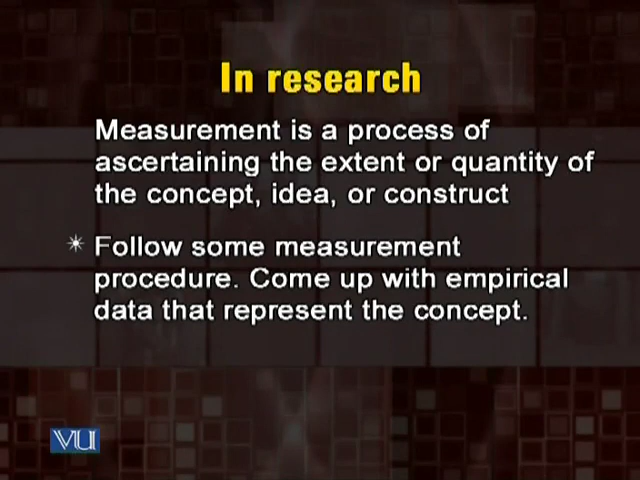 In research
Measurement is a process of
ascertaining the extent or quantity of
the concept, idea, or construct
Follow some measurement
procedure. Come up with empirical
data that represent the concept.
VU